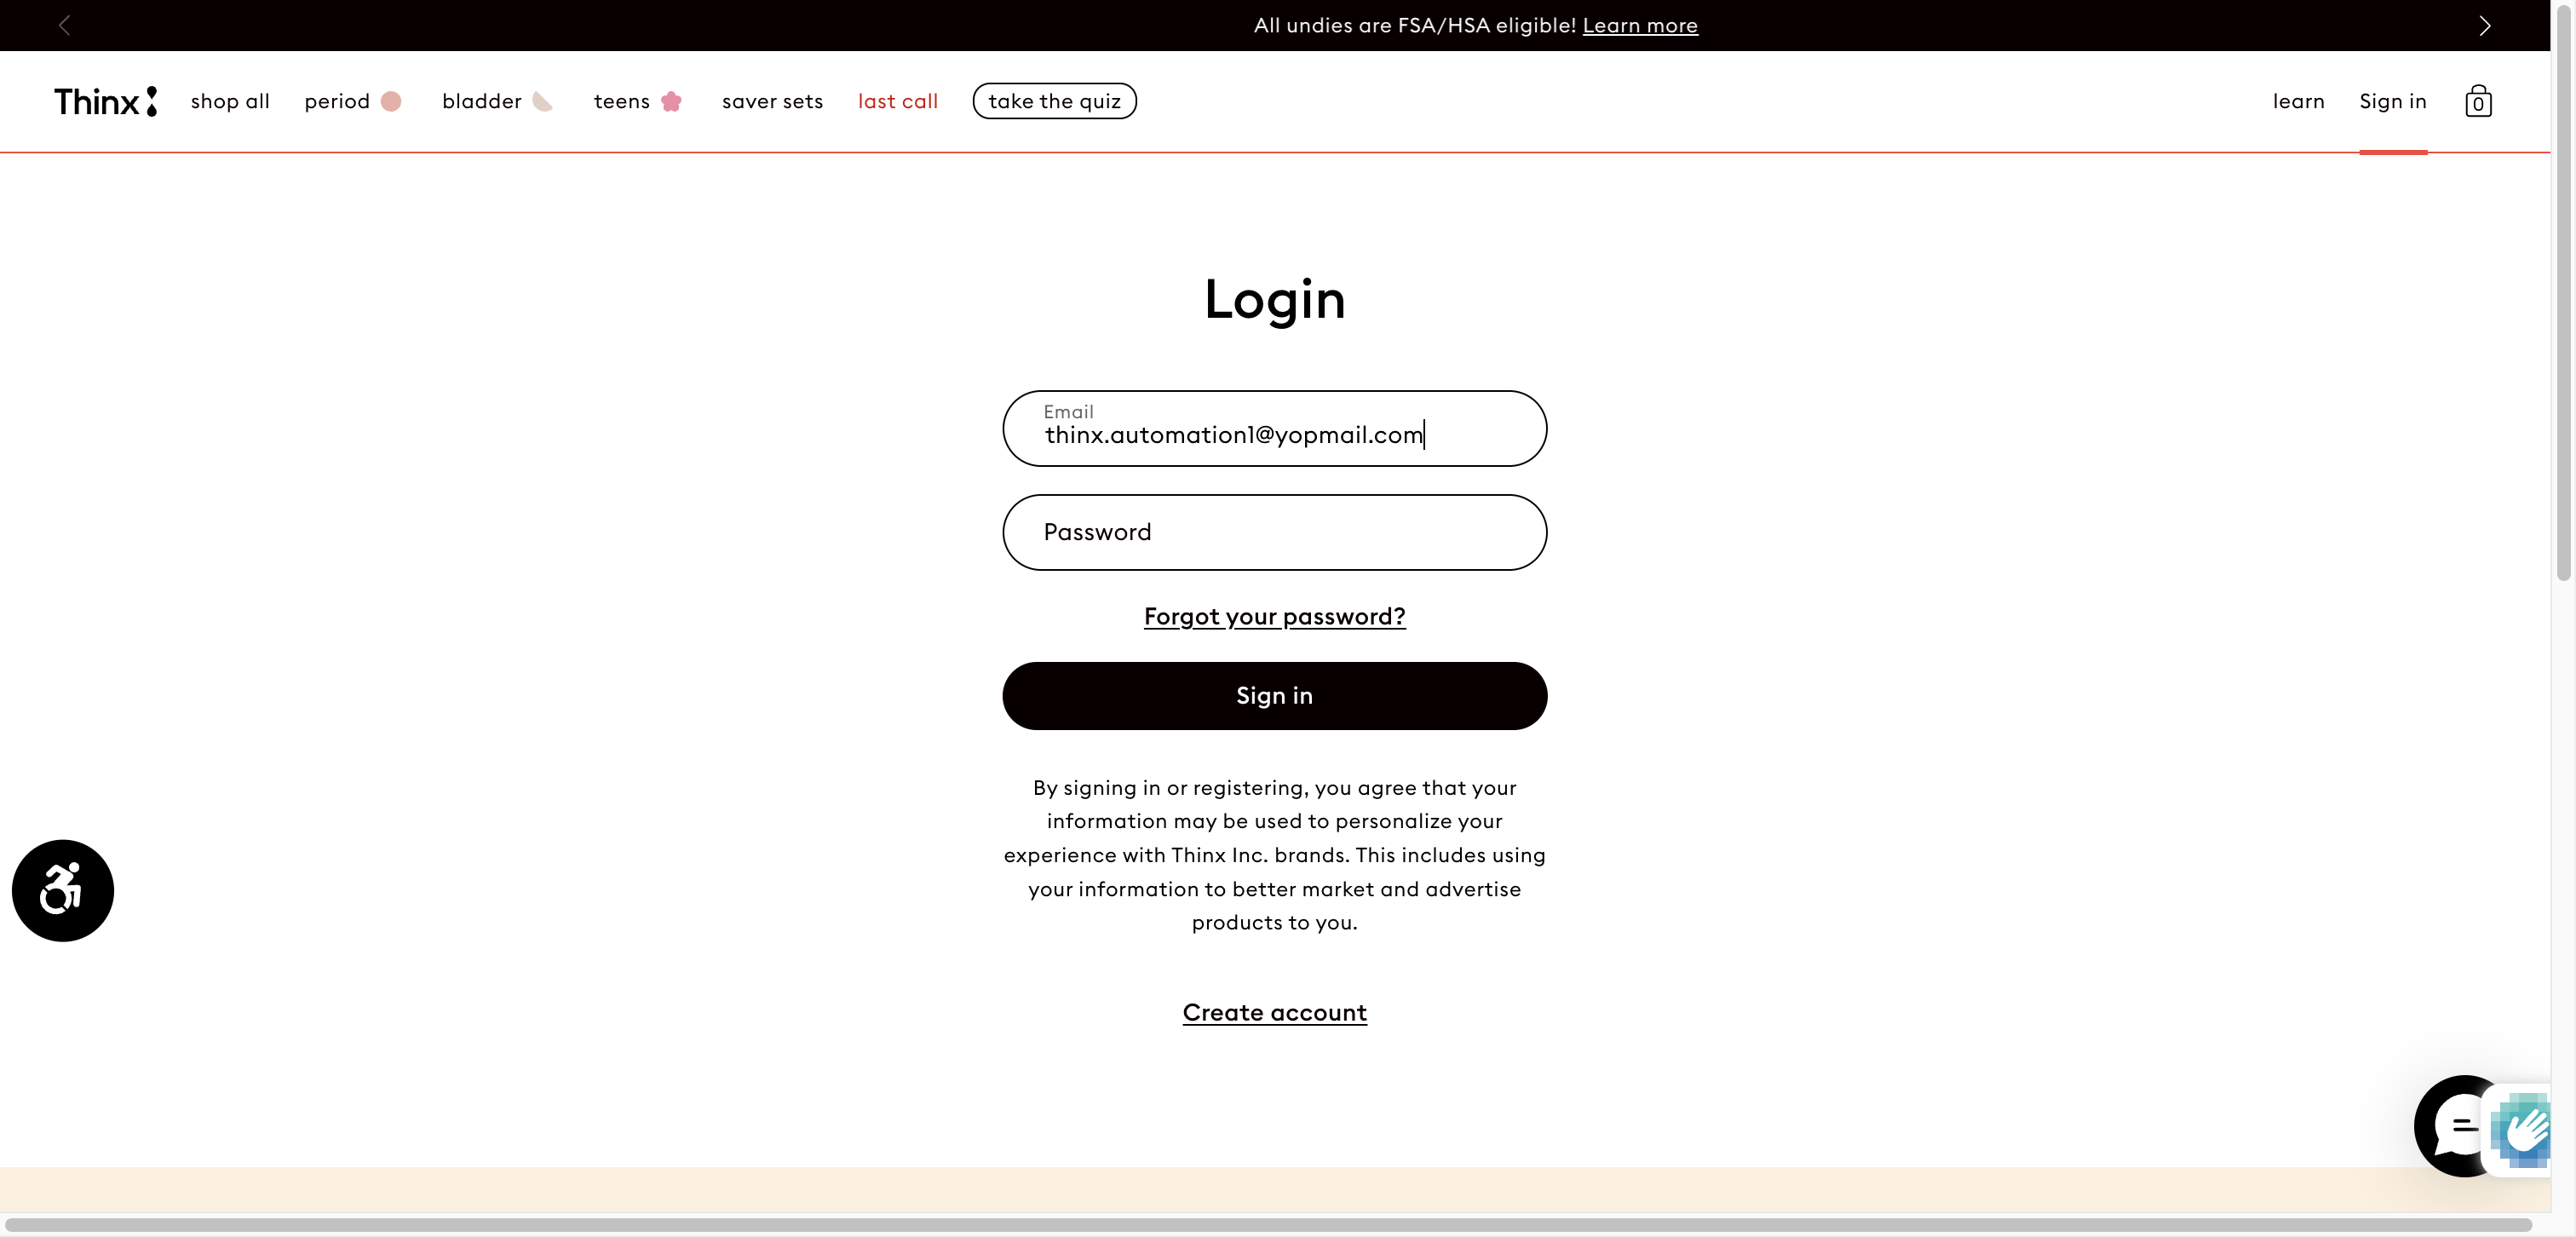 All undies are FSA/HSA eligible! Learn more
Thinx shop all period bladder teens saver sets last call take the quiz learn Sign in 0
Login
Email
thinx.automation1@yopmail.com
Password
Forgot your password?
Sign in
By signing in or registering, you agree that your
information may be used to personalize your
experience with Thinx Inc. brands. This includes using
your information to better market and advertise
products to you.
Create account